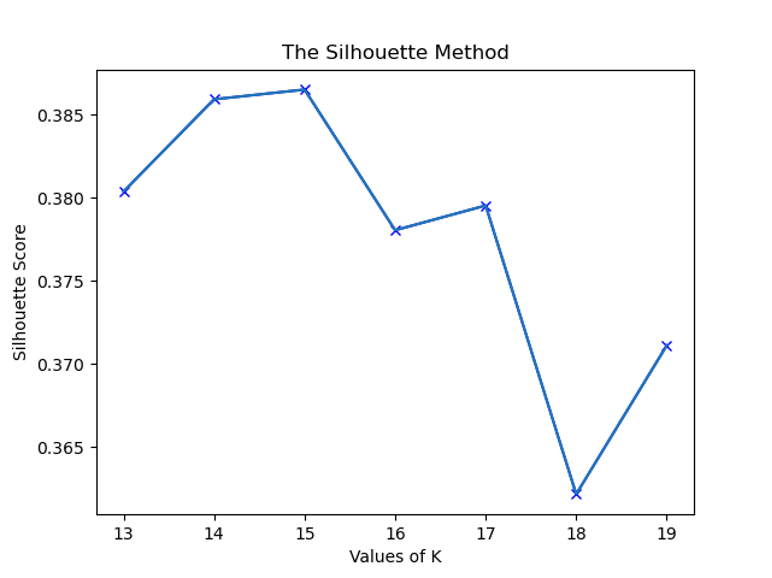 The Silhouette Method
Silhouette Score
0.385
0.380
0.375
0.370
0.365
13 14 15 16 17 18 19
Values of K